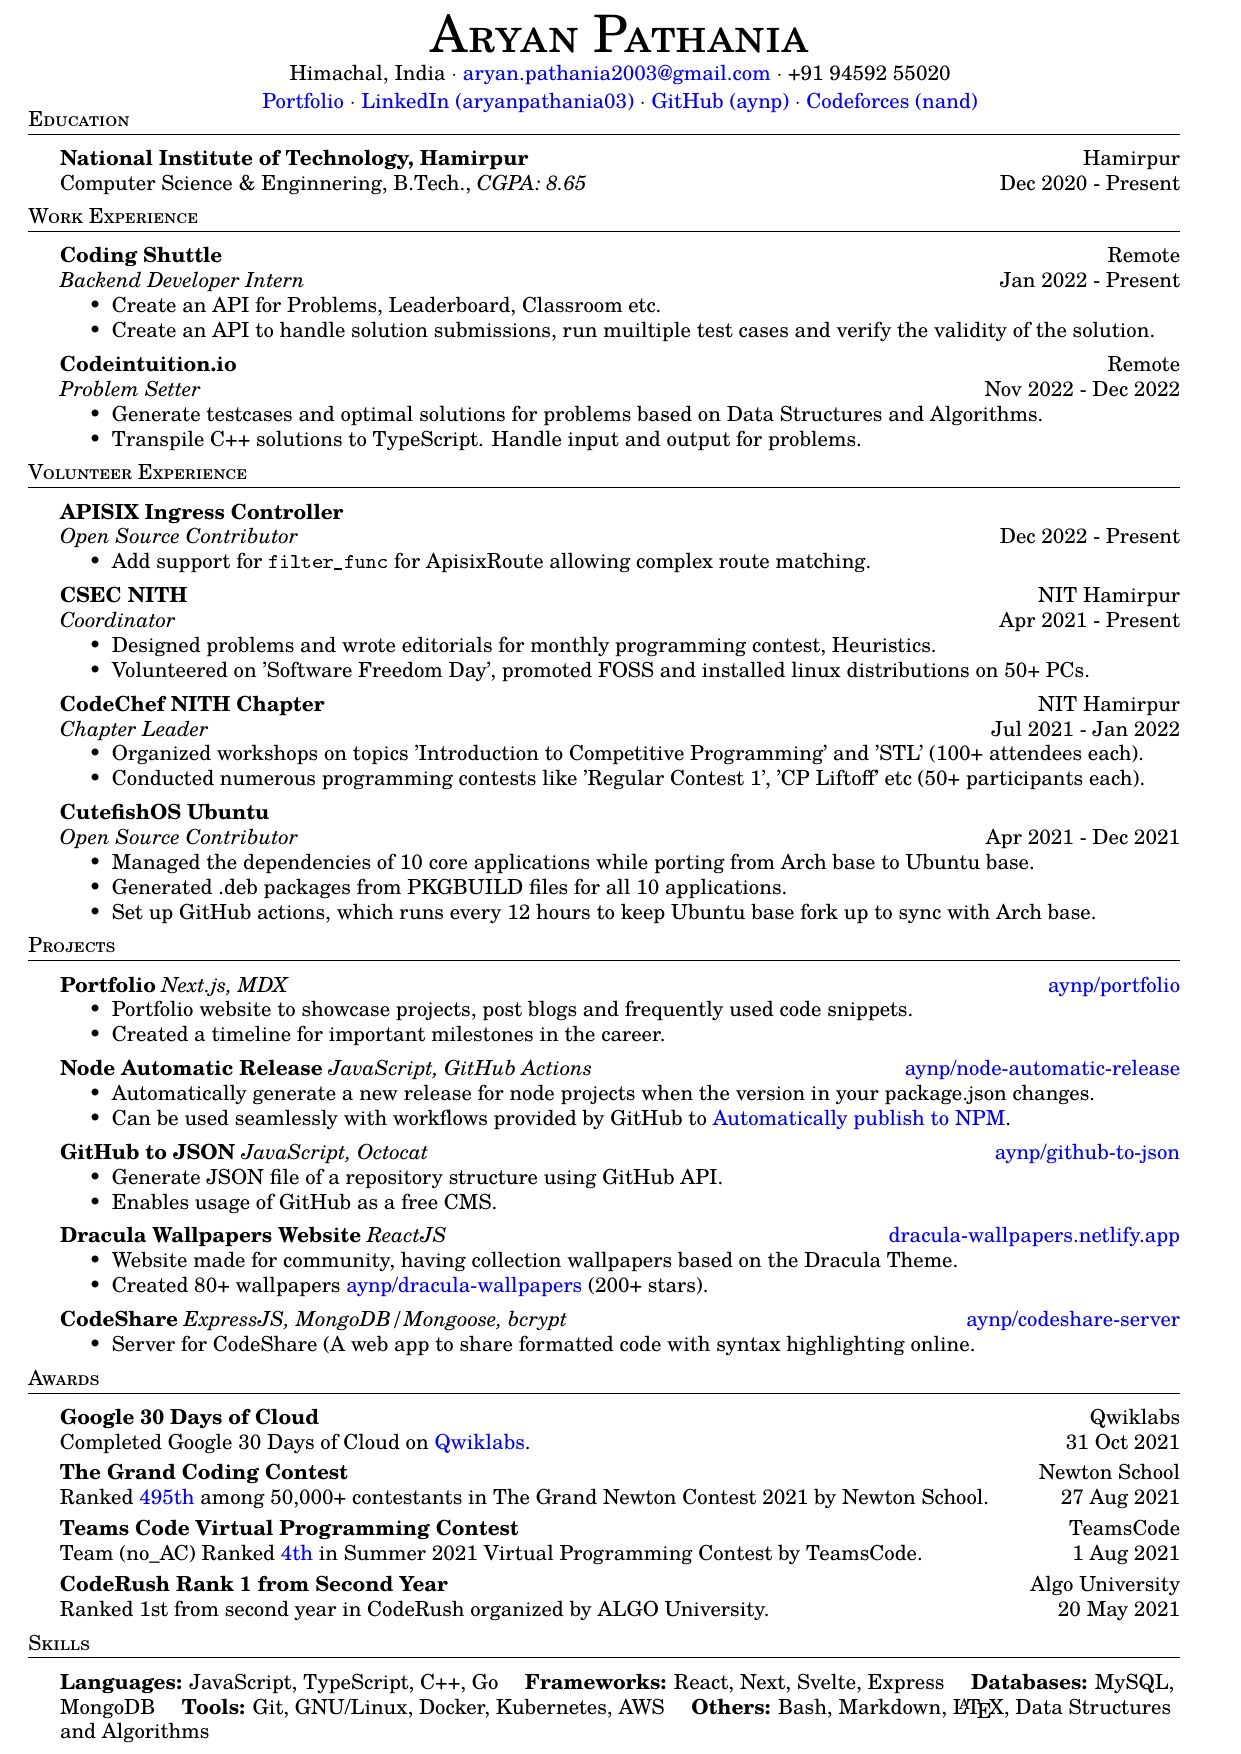 Aryan Pathania
Himachal, India · aryan.pathania2003@gmail.com · +91 94592 55020
Portfolio · LinkedIn (aryanpathania03) · GitHub (aynp) · Codeforces (nand)
Education
National Institute of Technology, Hamirpur Hamirpur
Computer Science & Enginnering, B.Tech., CGPA: 8.65 Dec 2020 - Present
Work Experience
Coding Shuttle Remote
Backend Developer Intern Jan 2022 - Present
• Create an API for Problems, Leaderboard, Classroom etc.
• Create an API to handle solution submissions, run muiltiple test cases and verify the validity of the solution.
Codeintuition.io Remote
Problem Setter Nov 2022 - Dec 2022
• Generate testcases and optimal solutions for problems based on Data Structures and Algorithms.
• Transpile C++ solutions to TypeScript. Handle input and output for problems.
Volunteer Experience
APISIX Ingress Controller
Open Source Contributor Dec 2022 - Present
• Add support for filter_func for ApisixRoute allowing complex route matching.
CSEC NITH NIT Hamirpur
Coordinator Apr 2021 - Present
• Designed problems and wrote editorials for monthly programming contest, Heuristics.
• Volunteered on ’Software Freedom Day’, promoted FOSS and installed linux distributions on 50+ PCs.
CodeChef NITH Chapter NIT Hamirpur
Chapter Leader Jul 2021 - Jan 2022
• Organized workshops on topics ’Introduction to Competitive Programming’ and ’STL’ (100+ attendees each).
• Conducted numerous programming contests like ’Regular Contest 1’, ’CP Liftoff’ etc (50+ participants each).
CutefishOS Ubuntu
Open Source Contributor Apr 2021 - Dec 2021
• Managed the dependencies of 10 core applications while porting from Arch base to Ubuntu base.
• Generated .deb packages from PKGBUILD files for all 10 applications.
• Set up GitHub actions, which runs every 12 hours to keep Ubuntu base fork up to sync with Arch base.
Projects
Portfolio Next.js, MDX aynp/portfolio
• Portfolio website to showcase projects, post blogs and frequently used code snippets.
• Created a timeline for important milestones in the career.
Node Automatic Release JavaScript, GitHub Actions aynp/node-automatic-release
• Automatically generate a new release for node projects when the version in your package.json changes.
• Can be used seamlessly with workflows provided by GitHub to Automatically publish to NPM.
GitHub to JSON JavaScript, Octocat aynp/github-to-json
• Generate JSON file of a repository structure using GitHub API.
• Enables usage of GitHub as a free CMS.
Dracula Wallpapers Website ReactJS dracula-wallpapers.netlify.app
• Website made for community, having collection wallpapers based on the Dracula Theme.
• Created 80+ wallpapers aynp/dracula-wallpapers (200+ stars).
CodeShare ExpressJS, MongoDB/Mongoose, bcrypt aynp/codeshare-server
• Server for CodeShare (A web app to share formatted code with syntax highlighting online.
Awards
Google 30 Days of Cloud Qwiklabs
Completed Google 30 Days of Cloud on Qwiklabs. 31 Oct 2021
The Grand Coding Contest Newton School
Ranked 495th among 50,000+ contestants in The Grand Newton Contest 2021 by Newton School. 27 Aug 2021
Teams Code Virtual Programming Contest TeamsCode
Team (no_AC) Ranked 4th in Summer 2021 Virtual Programming Contest by TeamsCode. 1 Aug 2021
CodeRush Rank 1 from Second Year Algo University
Ranked 1st from second year in CodeRush organized by ALGO University. 20 May 2021
Skills
Languages: JavaScript, TypeScript, C++, Go Frameworks: React, Next, Svelte, Express Databases: MySQL,
MongoDB Tools: Git, GNU/Linux, Docker, Kubernetes, AWS Others: Bash, Markdown, LATEX, Data Structures
and Algorithms